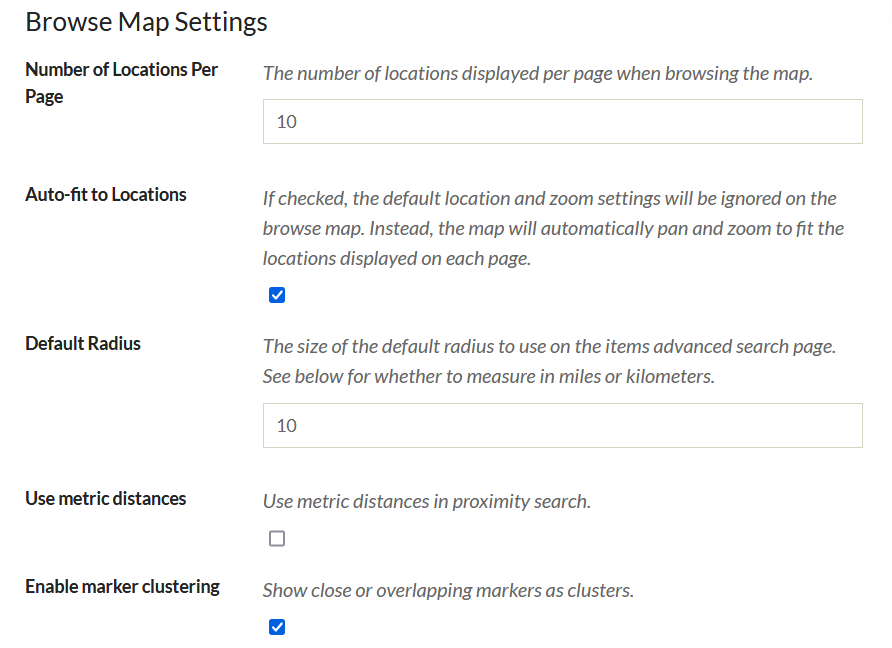 Browse Map Settings
Number of Locations Per
Page
The number of locations displayed per page when browsing the map.
10
Auto-fit to Locations
If checked, the default location and zoom settings will be ignored on the
browse map. Instead, the map will automatically pan and zoom to fit the
locations displayed on each page.
Default Radius
The size of the default radius to use on the items advanced search page.
See below for whether to measure in miles or kilometers.
10
Use metric distances
Use metric distances in proximity search.
Enable marker clustering
Show close or overlapping markers as clusters.